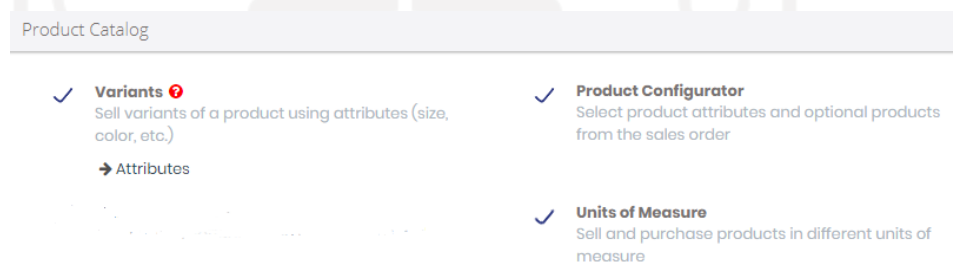 Product Catalog
Variants
Sell variants of a product using attributes (size,
color, etc.)
→ Attributes
Product Configurator
Select product attributes and optional products
from the sales order
Units of Measure
Sell and purchase products in different units of
measure